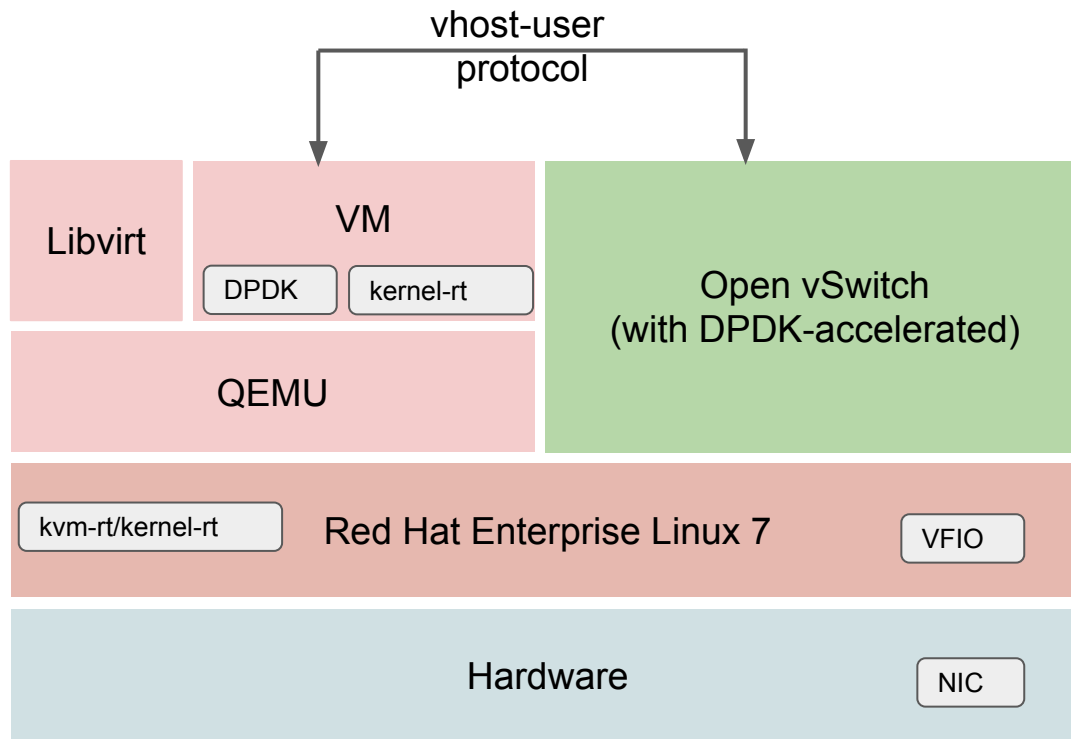 vhost-user
protocol
Libvirt
VM
DPDK
kernel-rt
Open vSwitch
(with DPDK-accelerated)
QEMU
kvm-rt/kernel-rt
Red Hat Enterprise Linux 7
VFIO
Hardware
NIC